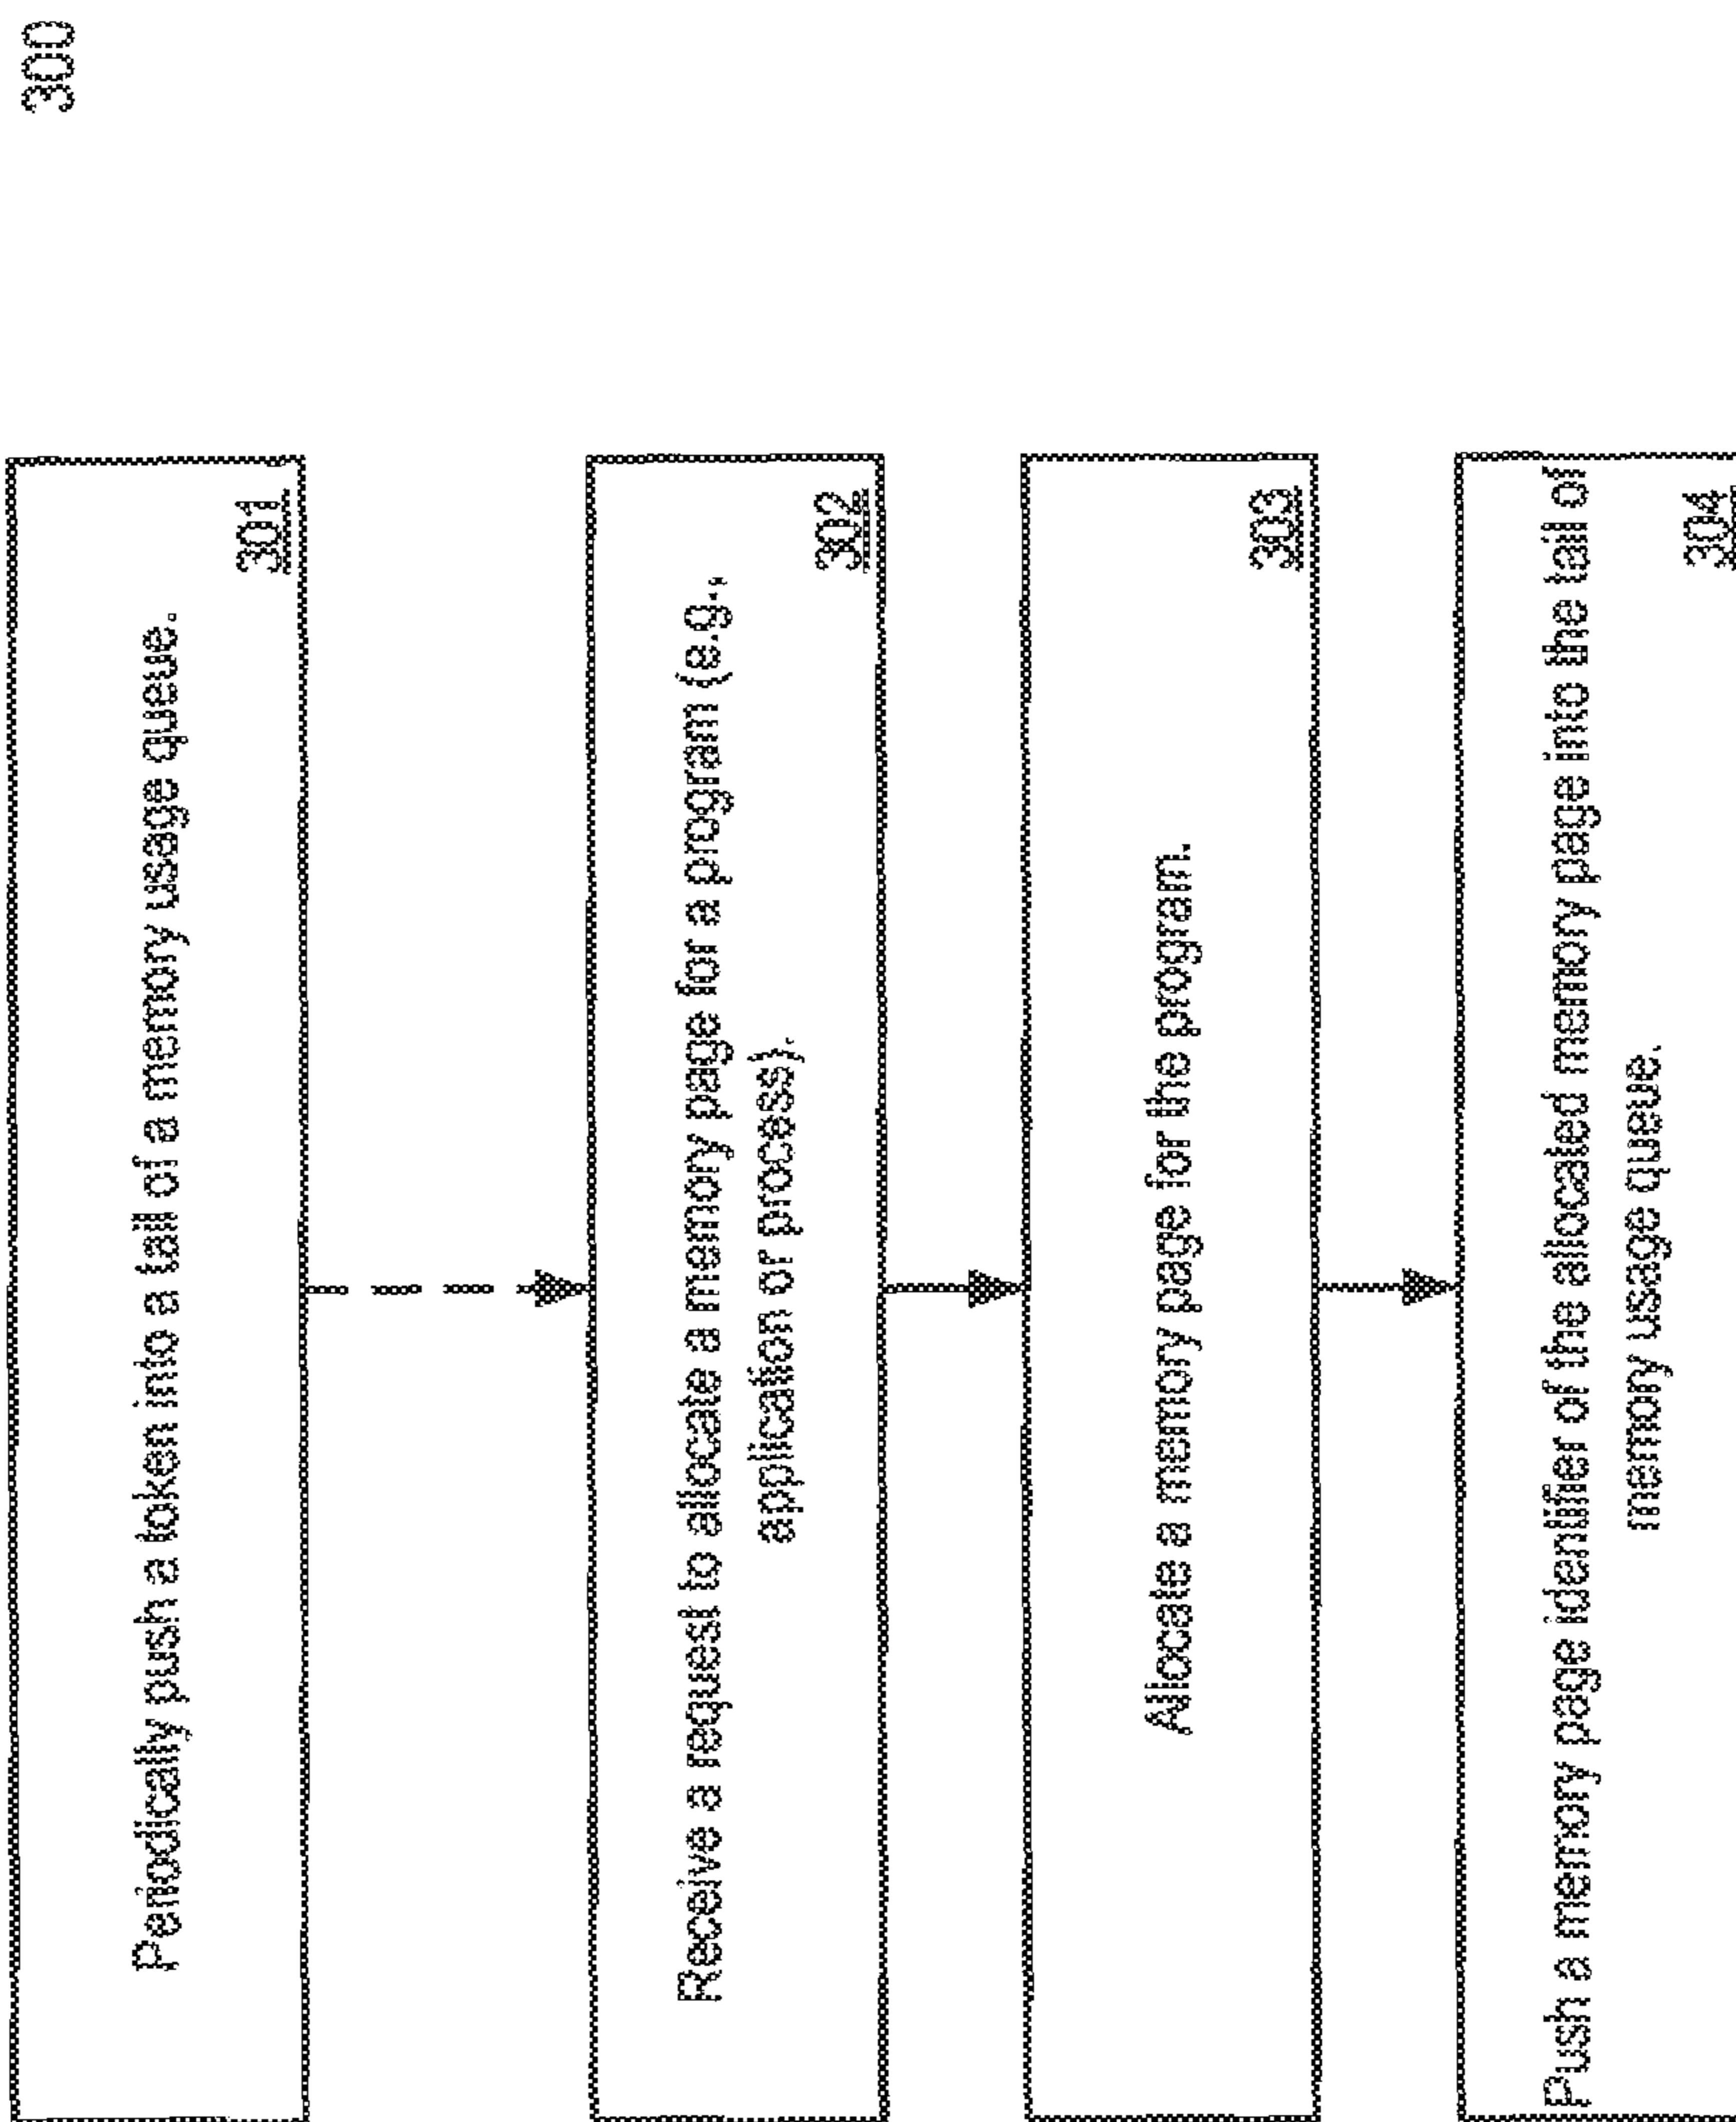 300
Periodically push a token into a tail of a memory usage queue.
301
Receive a request to allocate a memory page for a program (e.g.,
application or process).
302
Allocate a memory page for the program.
303
Push a memory page identifier of the allocated memory page into the tail of
memory usage queue.
304